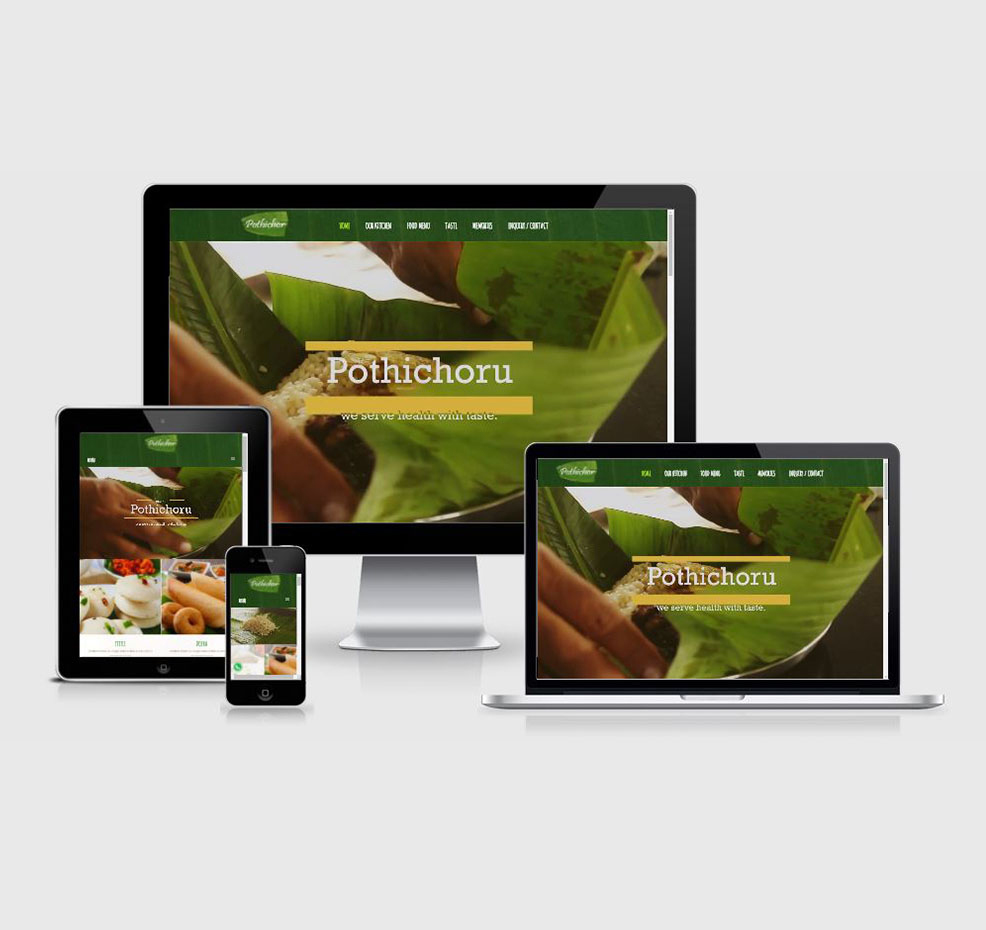 Pothichor
HOME OUR KITCHEN FOOD MENU TASTE MEMORIES ENQUIRY / CONTACT
Pothichoru
we serve health with taste.
Pothichor
MENU
Pothichoru
Pothichor
MENU
Pothichor
HOME OUR KITCHEN FOOD MENU TASTE MEMORIES ENQUIRY / CONTACT
Pothichoru
we serve health with taste.